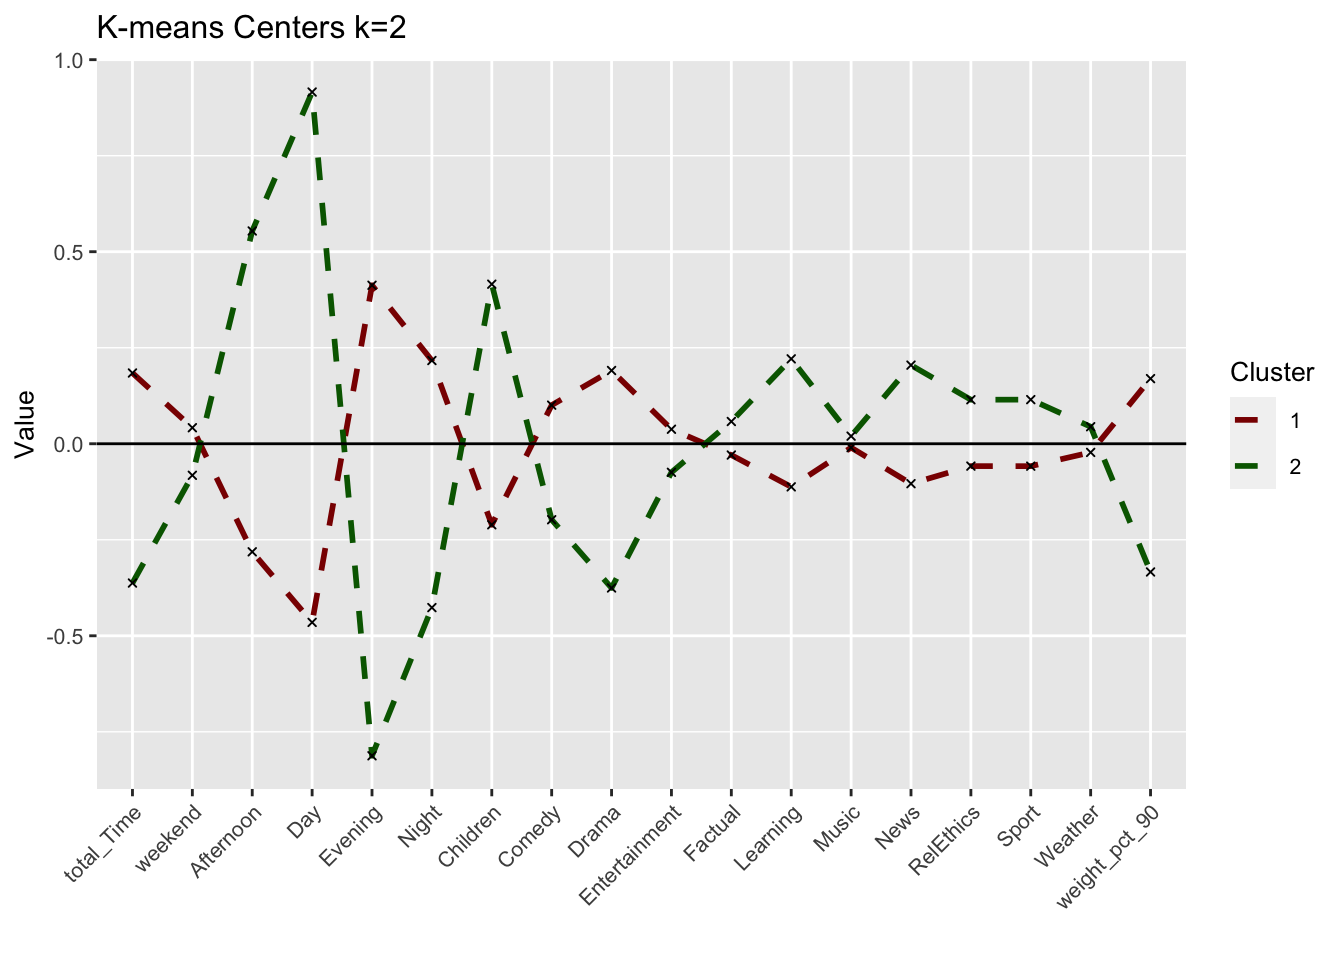 K-means Centers k=2
1.0
0.5
0.0
-0.5
Value
total_Time
weekend
Afternoon
Day
Evening
Night
Children
Comedy
Drama
Entertainment
Factual
Learning
Music
News
RelEthics
Sport
Weather
weight_pct_90
Cluster
1
2